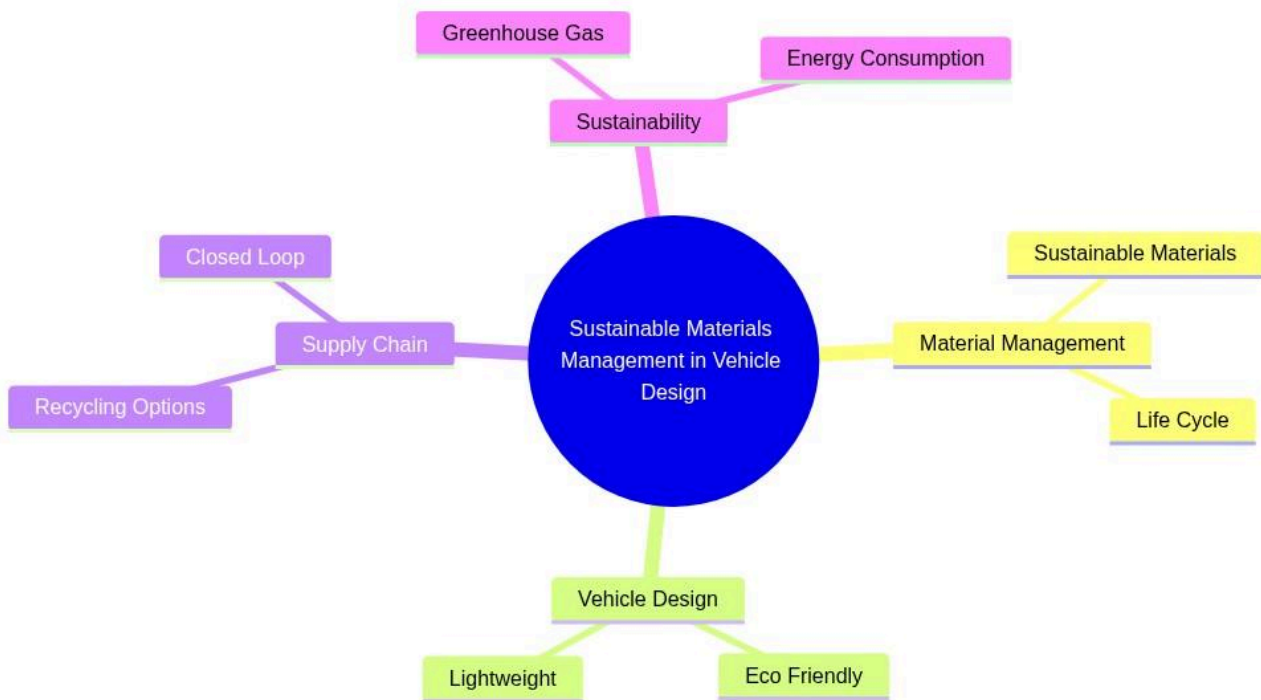 Greenhouse Gas
Energy Consumption
Sustainability
Closed Loop
Supply Chain
Recycling Options
Sustainable Materials
Management in Vehicle
Design
Sustainable Materials
Material Management
Life Cycle
Vehicle Design
Lightweight
Eco Friendly